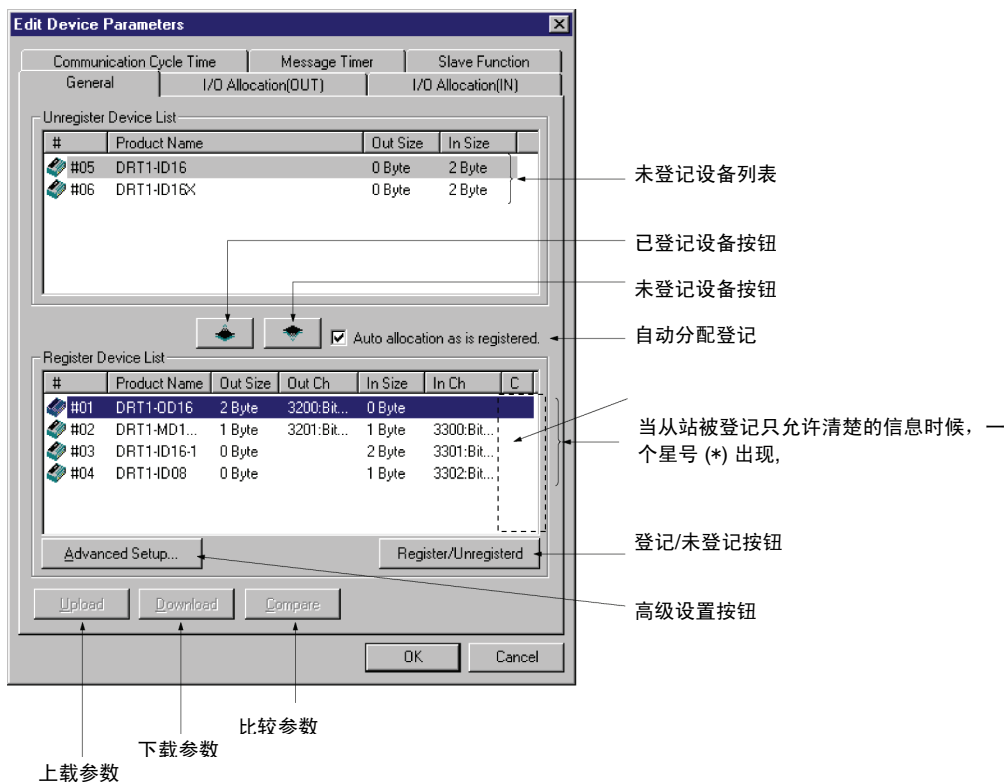 Edit Device Parameters
Communication Cycle Time Message Timer Slave Function
General I/O Allocation(OUT) I/O Allocation(IN)
Unregister Device List
# Product Name Out Size In Size
#05 DRT1-ID16 0 Byte 2 Byte
#06 DRT1-ID16X 0 Byte 2 Byte
未登记设备列表
已登记设备按钮
未登记设备按钮
Auto allocation as is registered.
自动分配登记
Register Device List
# Product Name Out Size Out Ch In Size In Ch C
#01 DRT1-OD16 2 Byte 3200:Bit... 0 Byte
#02 DRT1-MD1... 1 Byte 3201:Bit... 1 Byte 3300:Bit...
#03 DRT1-ID16-1 0 Byte 2 Byte 3301:Bit...
#04 DRT1-ID08 0 Byte 1 Byte 3302:Bit...
当从站被登记只允许清楚的信息时候，一
个星号 (*) 出现,
Advanced Setup... Register/Unregisterd
登记/未登记按钮
高级设置按钮
Upload Download Compare
OK Cancel
比较参数
下载参数
上载参数